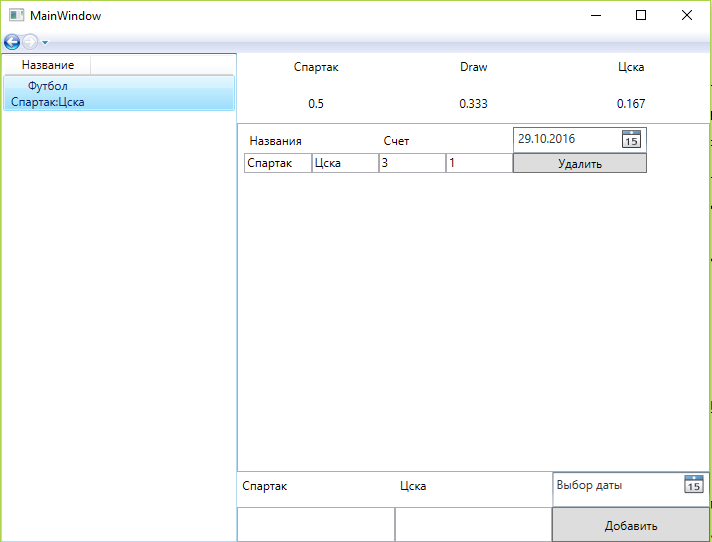 MainWindow
Название
Футбол
Спартак:Цска
Спартак Draw Цска
0.5 0.333 0.167
Названия Счет 29.10.2016 15
Спартак Цска 3 1 Удалить
Спартак Цска Выбор даты 15
Добавить